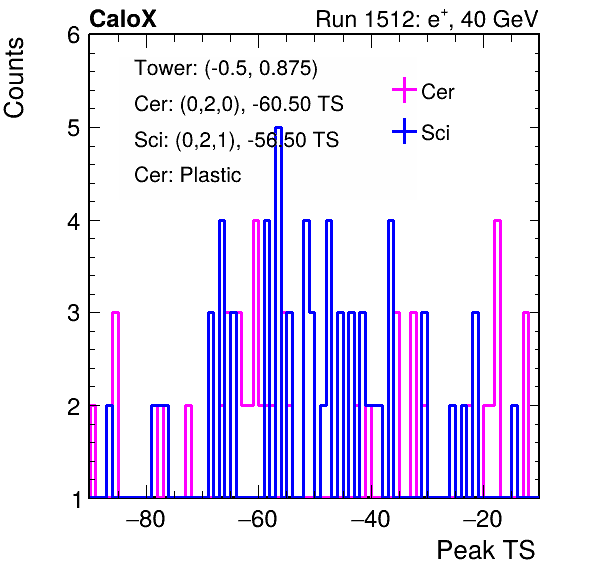 CaloX Run 1512: e+, 40 GeV
Counts
6
5
4
3
2
1
Tower: (-0.5, 0.875)
Cer: (0,2,0), -60.50 TS
Sci: (0,2,1), -56.50 TS
Cer: Plastic
Cer
Sci
−80 −60 −40 −20
Peak TS